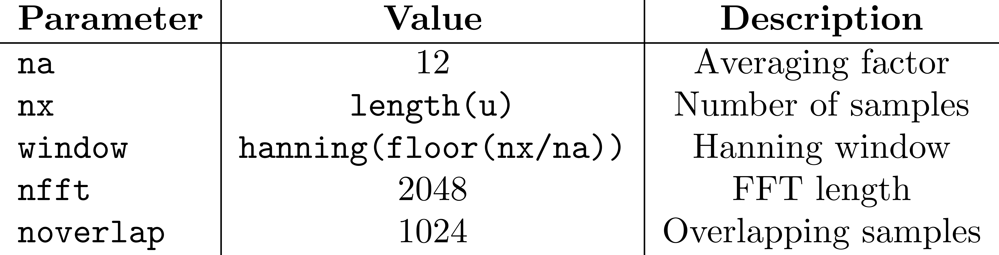 Parameter Value Description
na 12 Averaging factor
nx length(u) Number of samples
window hanning(floor(nx/na)) Hanning window
nfft 2048 FFT length
noverlap 1024 Overlapping samples